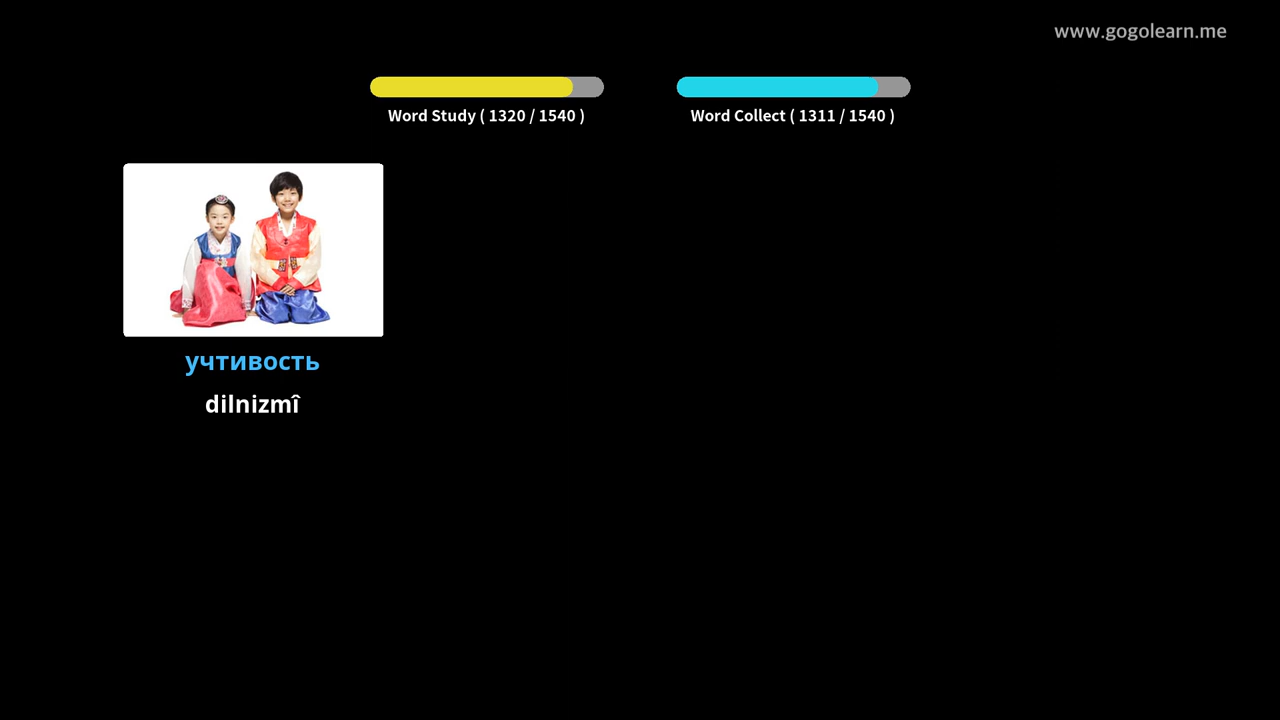 www.gogolearn.me
Word Study ( 1320 / 1540 )
Word Collect ( 1311 / 1540 )
учтивость
dilnizmî